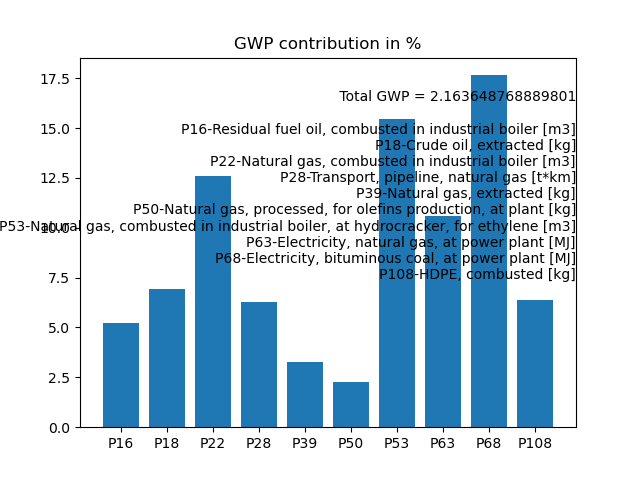 GWP contribution in %
17.5
15.0
12.5
10.0
7.5
5.0
2.5
0.0
Total GWP = 2.163648768889801
P16-Residual fuel oil, combusted in industrial boiler [m3]
P18-Crude oil, extracted [kg]
P22-Natural gas, combusted in industrial boiler [m3]
P28-Transport, pipeline, natural gas [t*km]
P39-Natural gas, extracted [kg]
P50-Natural gas, processed, for olefins production, at plant [kg]
P53-Natural gas, combusted in industrial boiler, at hydrocracker, for ethylene [m3]
P63-Electricity, natural gas, at power plant [MJ]
P68-Electricity, bituminous coal, at power plant [MJ]
P108-HDPE, combusted [kg]
P16 P18 P22 P28 P39 P50 P53 P63 P68 P108